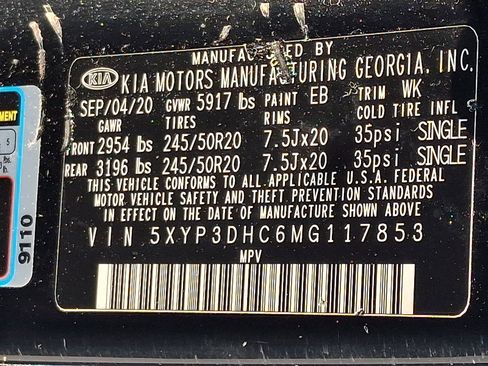 MANUFACTURED BY
KIA KIA MOTORS MANUFACTURING GEORGIA, INC.
SEP/04/20 GVWR 5917 lbs PAINT EB TRIM WK
GAWR TIRES RIMS COLD TIRE INFL
FRONT 2954 lbs 245/50R20 7.5Jx20 35psi SINGLE
REAR 3196 lbs 245/50R20 7.5Jx20 35psi SINGLE
THIS VEHICLE CONFORMS TO ALL APPLICABLE U.S.A. FEDERAL
MOTOR VEHICLE SAFETY AND THEFT PREVENTION STANDARDS
IN EFFECT ON THE DATE OF MANUFACTURE SHOWN ABOVE
VIN 5XYP3DHC6MG117853
MPV
9110